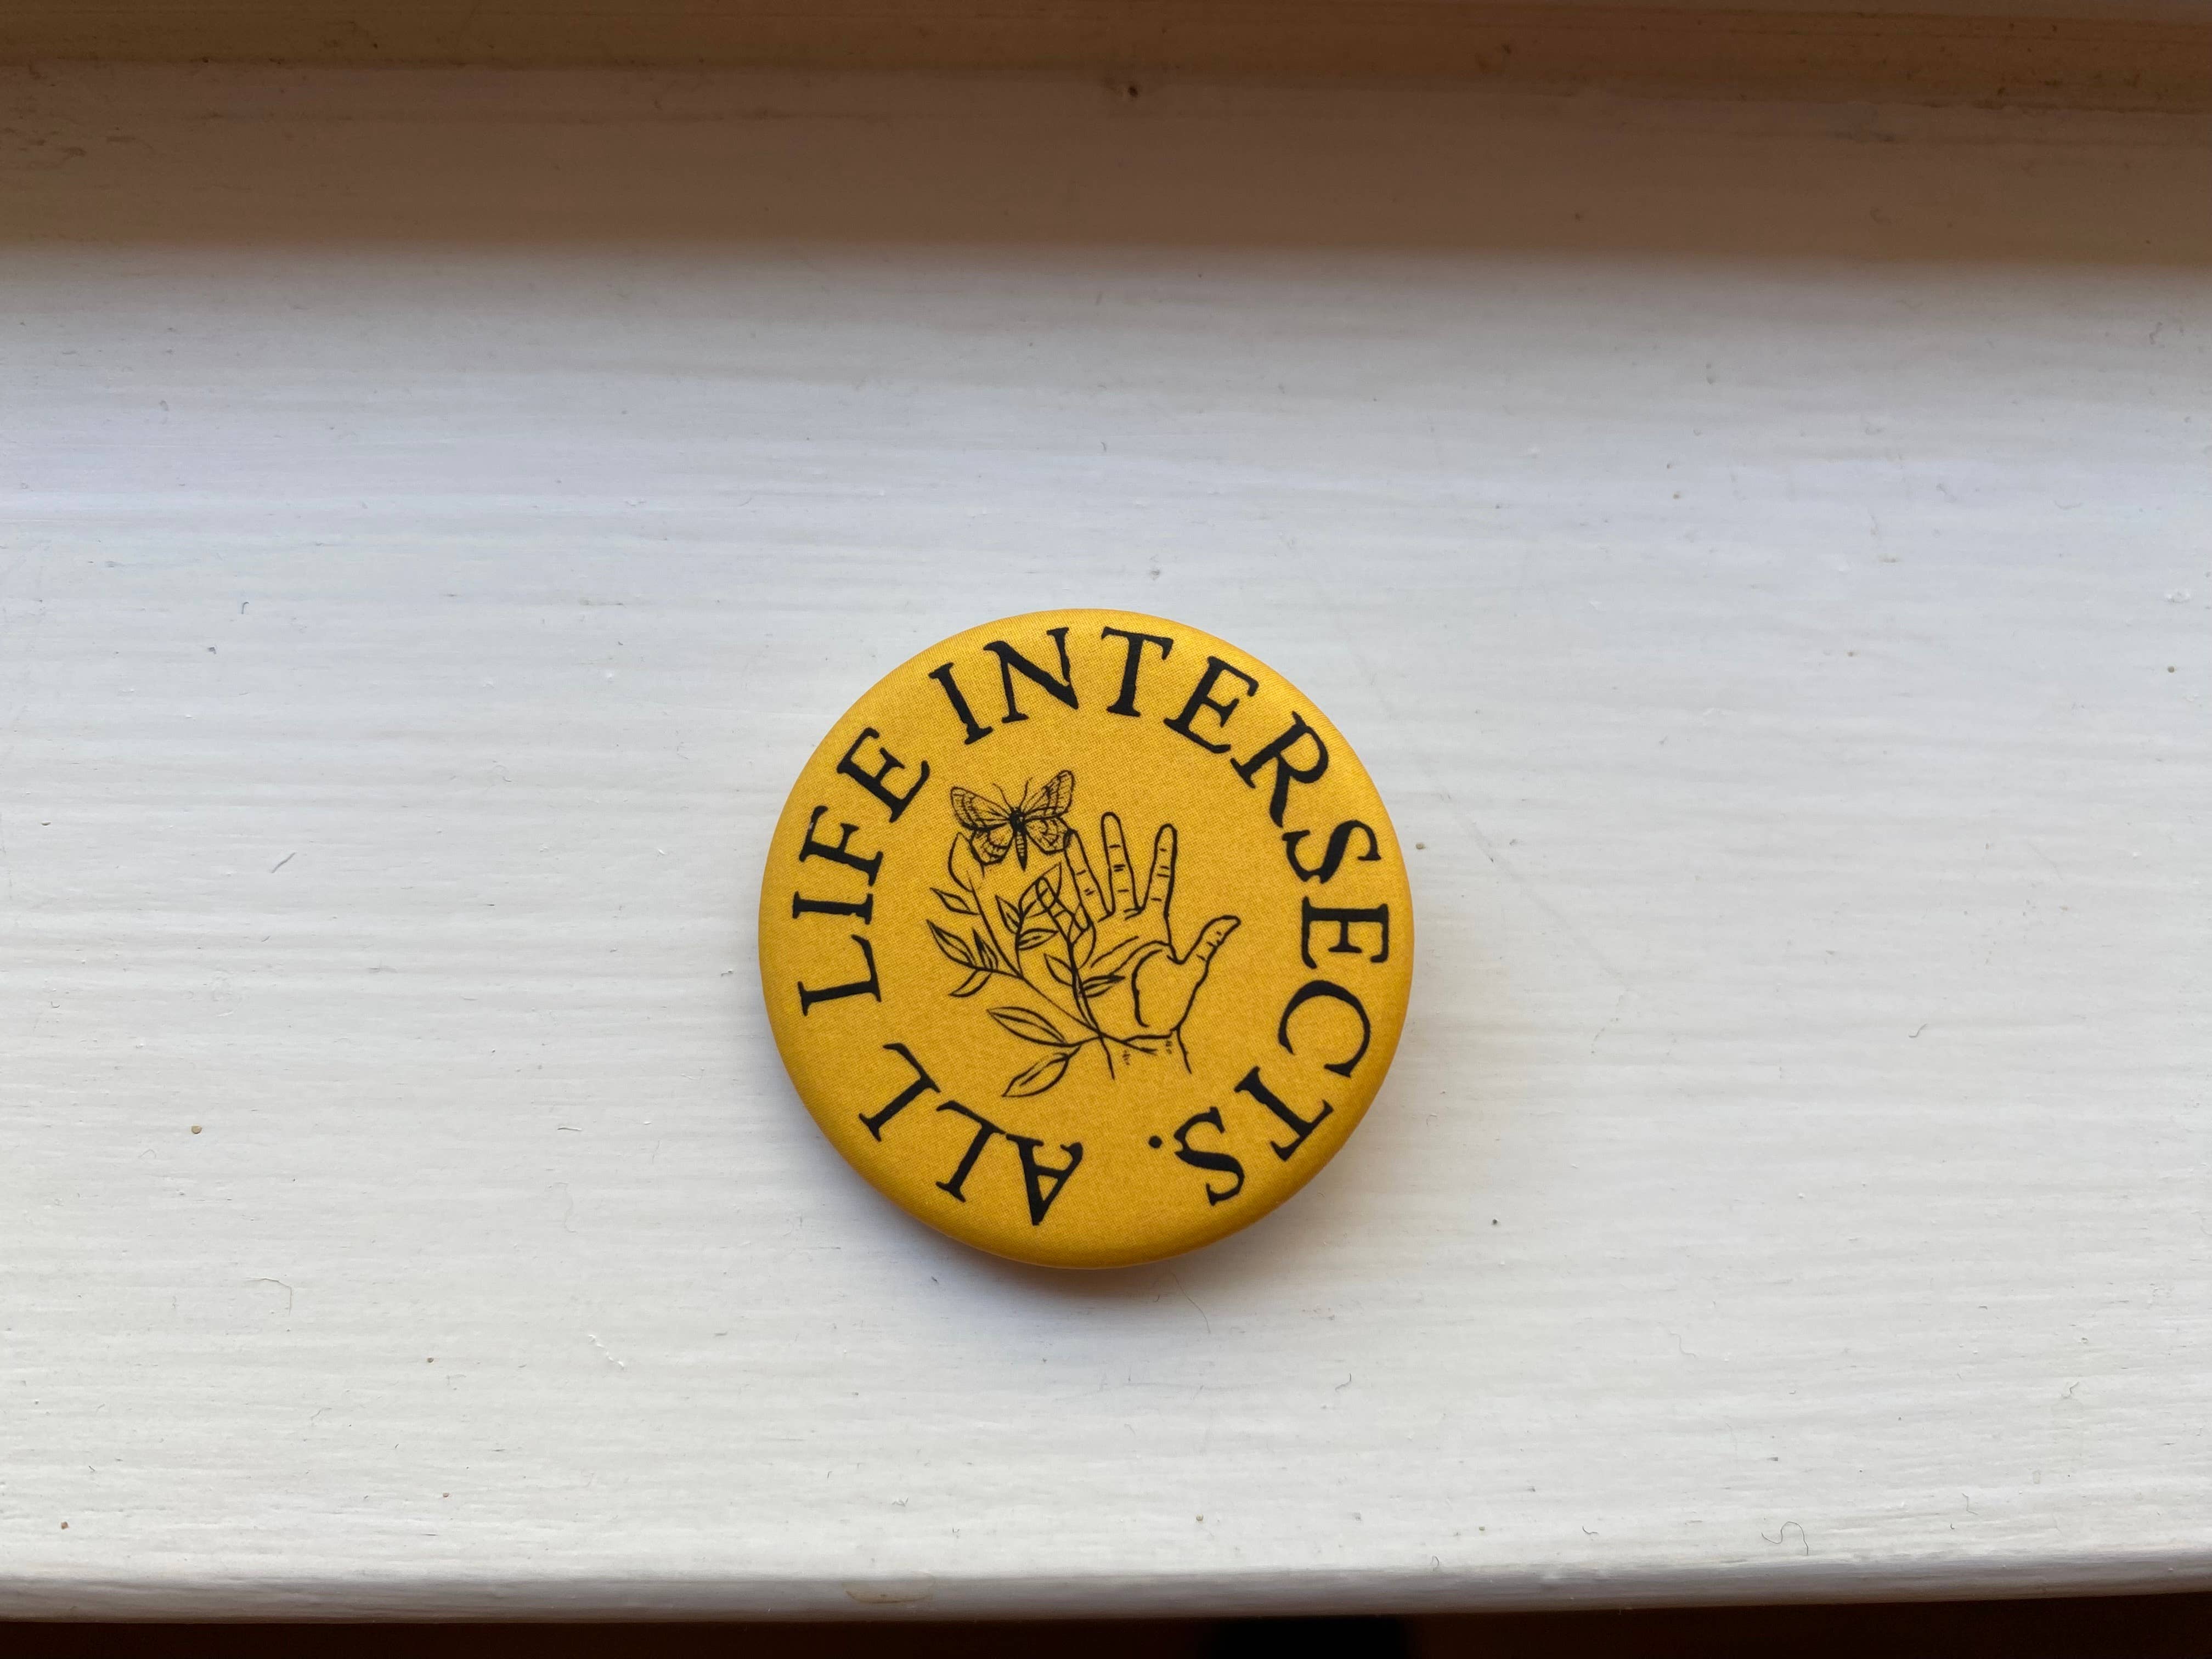 ALL LIFE INTERSECTS.